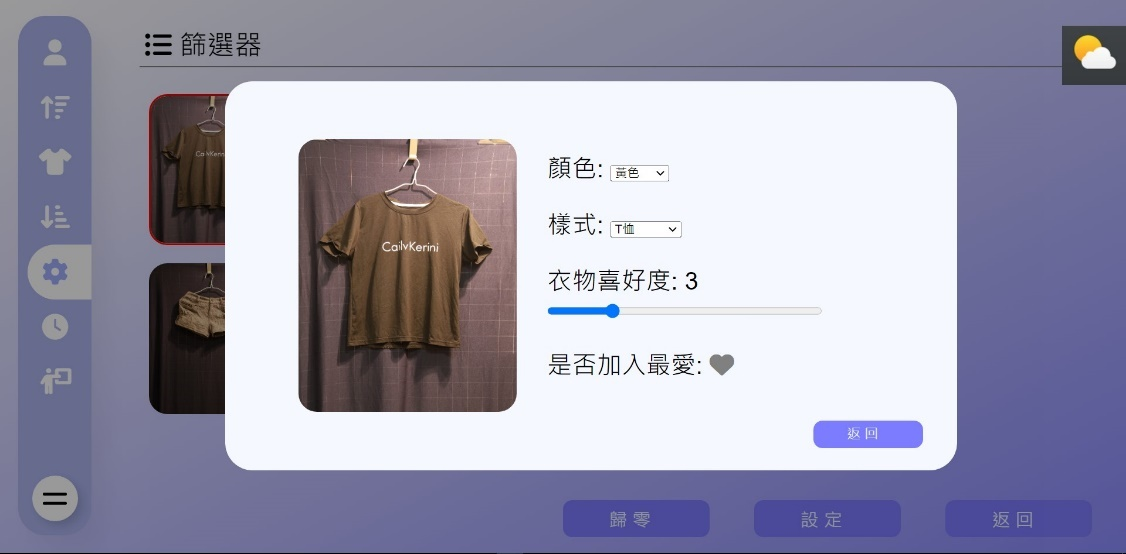 篩選器
顏色: 黃色
樣式: T恤
衣物喜好度: 3
CailyKerini
是否加入最愛:
返回
歸零
設定
返回